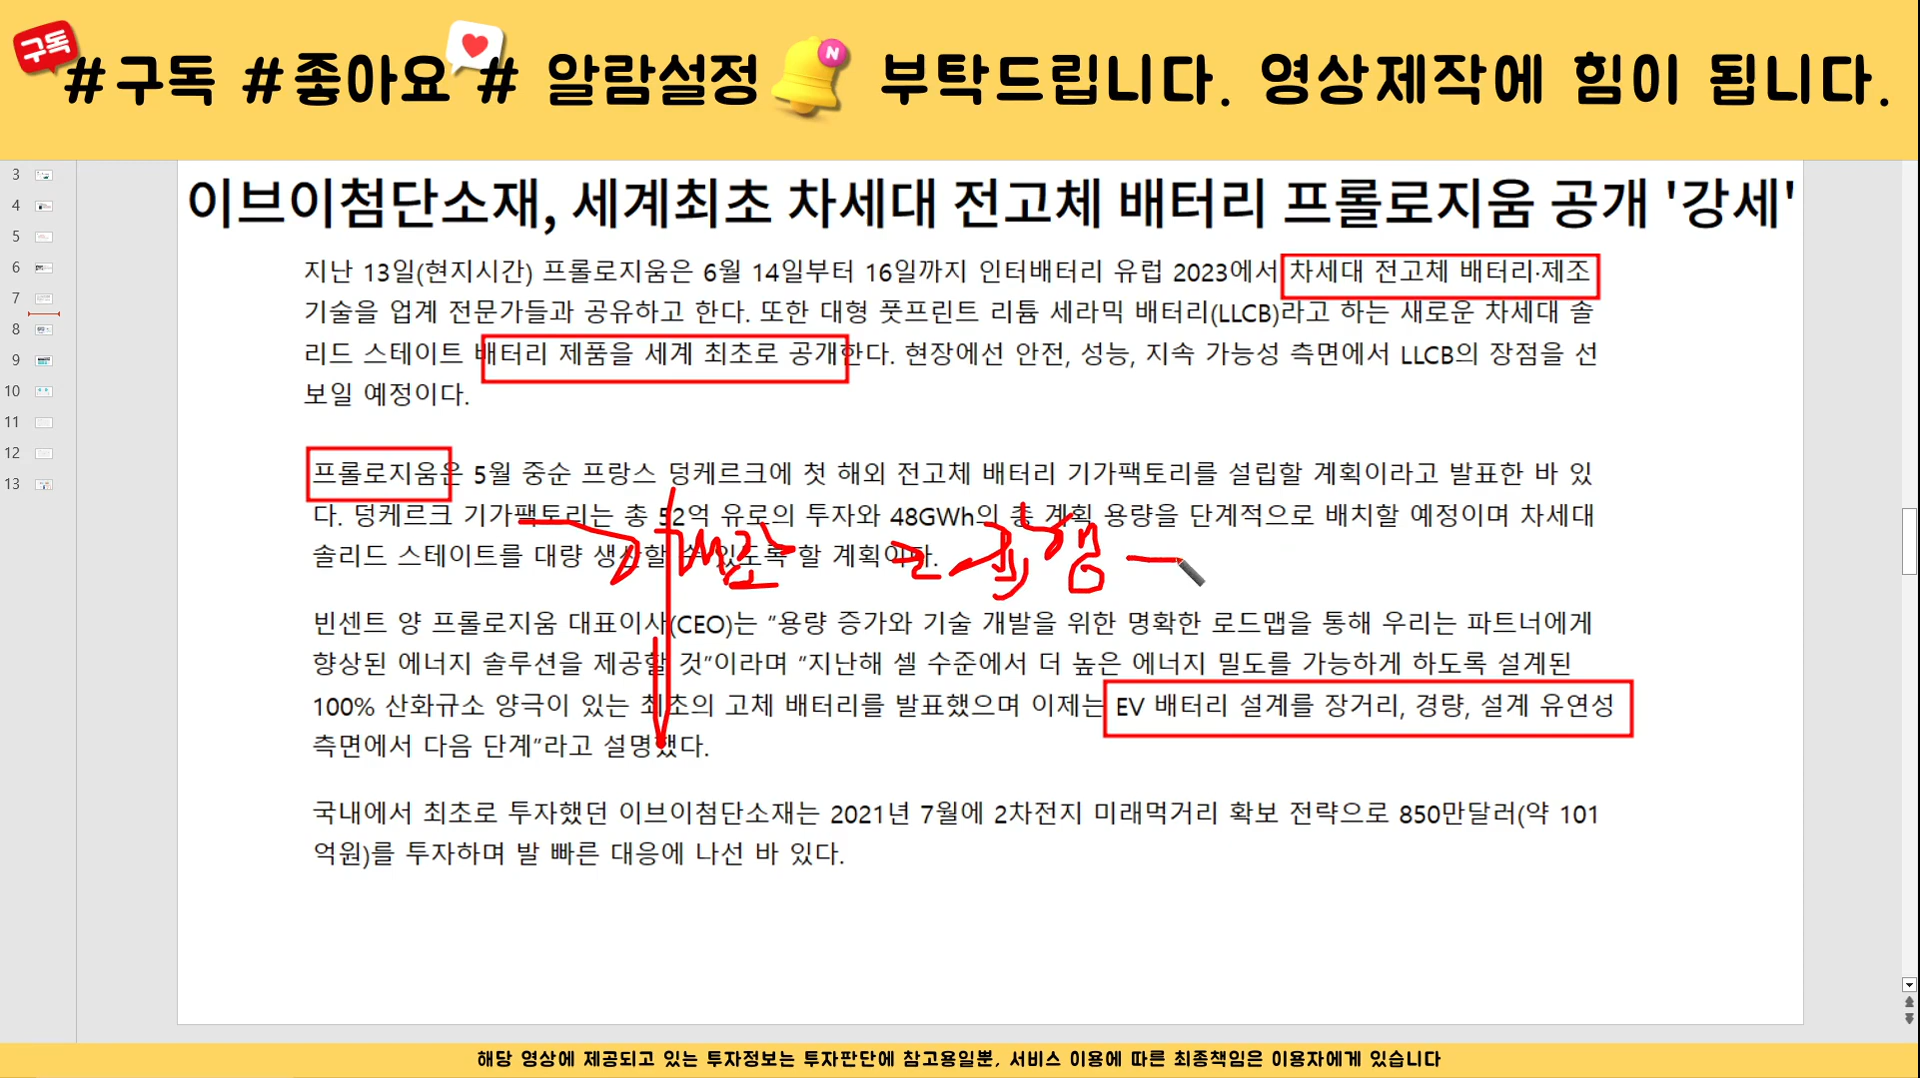 구독
#구독 #좋아요 # 알람설정 N 부탁드립니다. 영상제작에 힘이 됩니다.
3
4
5
6
7
8
9
10
11
12
13
이브이첨단소재, 세계최초 차세대 전고체 배터리 프롤로지움 공개 '강세'
지난 13일(현지시간) 프롤로지움은 6월 14일부터 16일까지 인터배터리 유럽 2023에서 차세대 전고체 배터리·제조
기술을 업계 전문가들과 공유하고 한다. 또한 대형 풋프린트 리튬 세라믹 배터리(LLCB)라고 하는 새로운 차세대 솔
리드 스테이트 배터리 제품을 세계 최초로 공개한다. 현장에선 안전, 성능, 지속 가능성 측면에서 LLCB의 장점을 선
보일 예정이다.
프롤로지움은 5월 중순 프랑스 덩케르크에 첫 해외 전고체 배터리 기가팩토리를 설립할 계획이라고 발표한 바 있
다. 덩케르크 기가팩토리는 총 52억 유로의 투자와 48GWh의 총 계획 용량을 단계적으로 배치할 예정이며 차세대
솔리드 스테이트를 대량 생산할 수 있도록 할 계획이다.
빈센트 양 프롤로지움 대표이사(CEO)는 "용량 증가와 기술 개발을 위한 명확한 로드맵을 통해 우리는 파트너에게
향상된 에너지 솔루션을 제공할 것"이라며 "지난해 셀 수준에서 더 높은 에너지 밀도를 가능하게 하도록 설계된
100% 산화규소 양극이 있는 최초의 고체 배터리를 발표했으며 이제는 EV 배터리 설계를 장거리, 경량, 설계 유연성
측면에서 다음 단계"라고 설명했다.
국내에서 최초로 투자했던 이브이첨단소재는 2021년 7월에 2차전지 미래먹거리 확보 전략으로 850만달러(약 101
억원)를 투자하며 발 빠른 대응에 나선 바 있다.
해당 영상에 제공되고 있는 투자정보는 투자판단에 참고용일뿐, 서비스 이용에 따른 최종책임은 이용자에게 있습니다